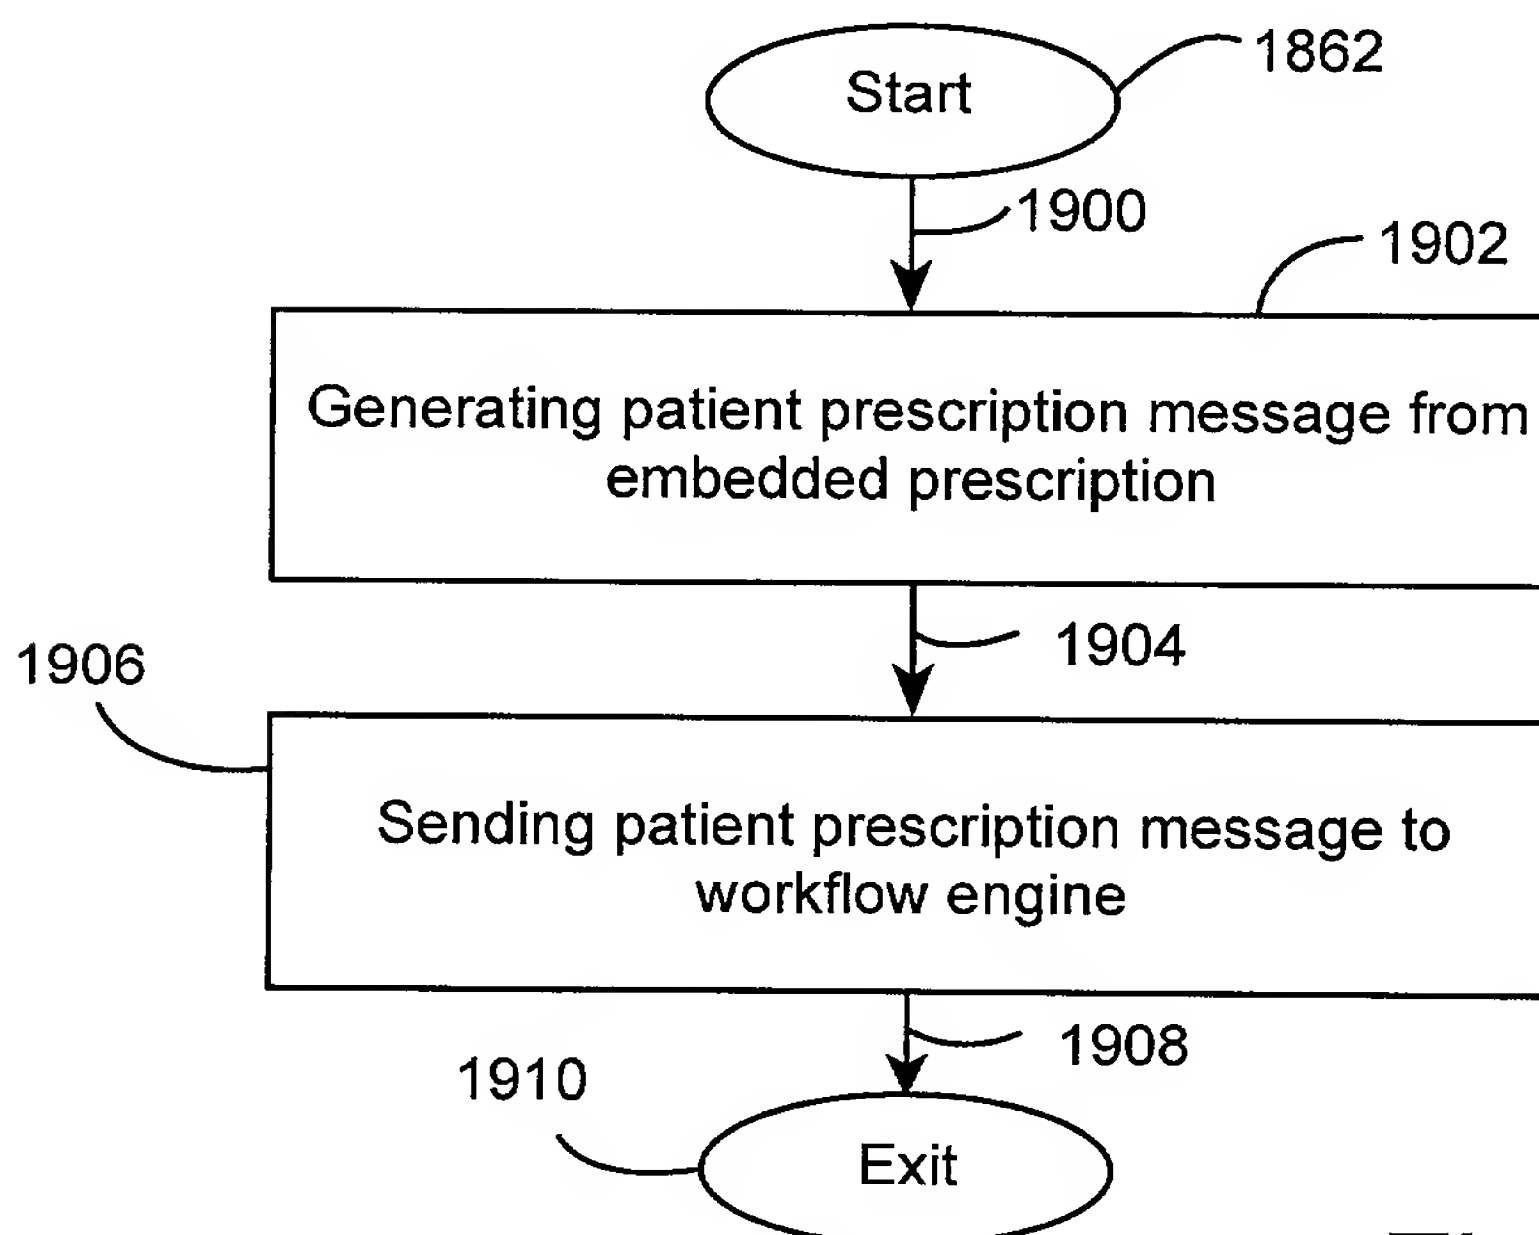 Start
1862
1900
1902
Generating patient prescription message from
embedded prescription
1904
1906
Sending patient prescription message to
workflow engine
1908
1910
Exit